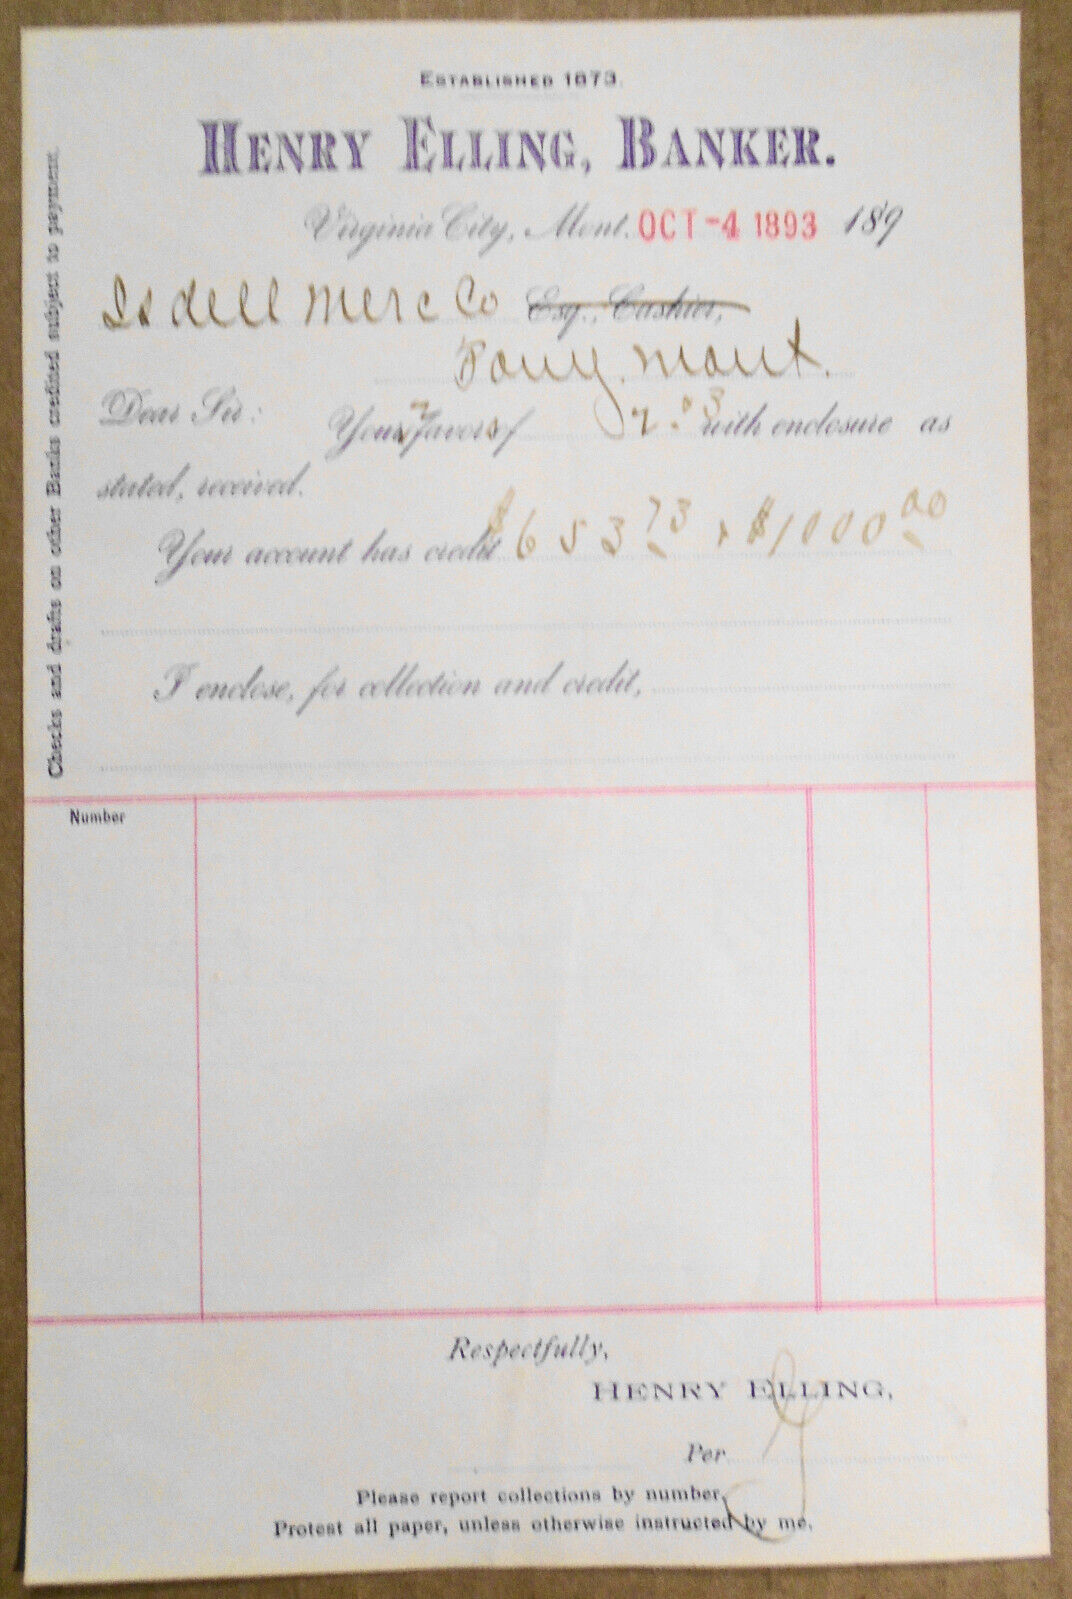 ESTABLISHED 1873.
HENRY ELLING, BANKER.
Virginia City, Mont. OCT -4 1893 189
Isdell Merc Co Esq., Cashier,
Pony. Mont.
Dear Sir: Your favors of 2 . 3 with enclosure as
stated, received.
Your account has credit $653 73 + $1000 00
I enclose, for collection and credit,
Checks and drafts on other Banks credited subject to payment.
Number
Respectfully,
HENRY ELLING,
Per
Please report collections by number.
Protest all paper, unless otherwise instructed by me.